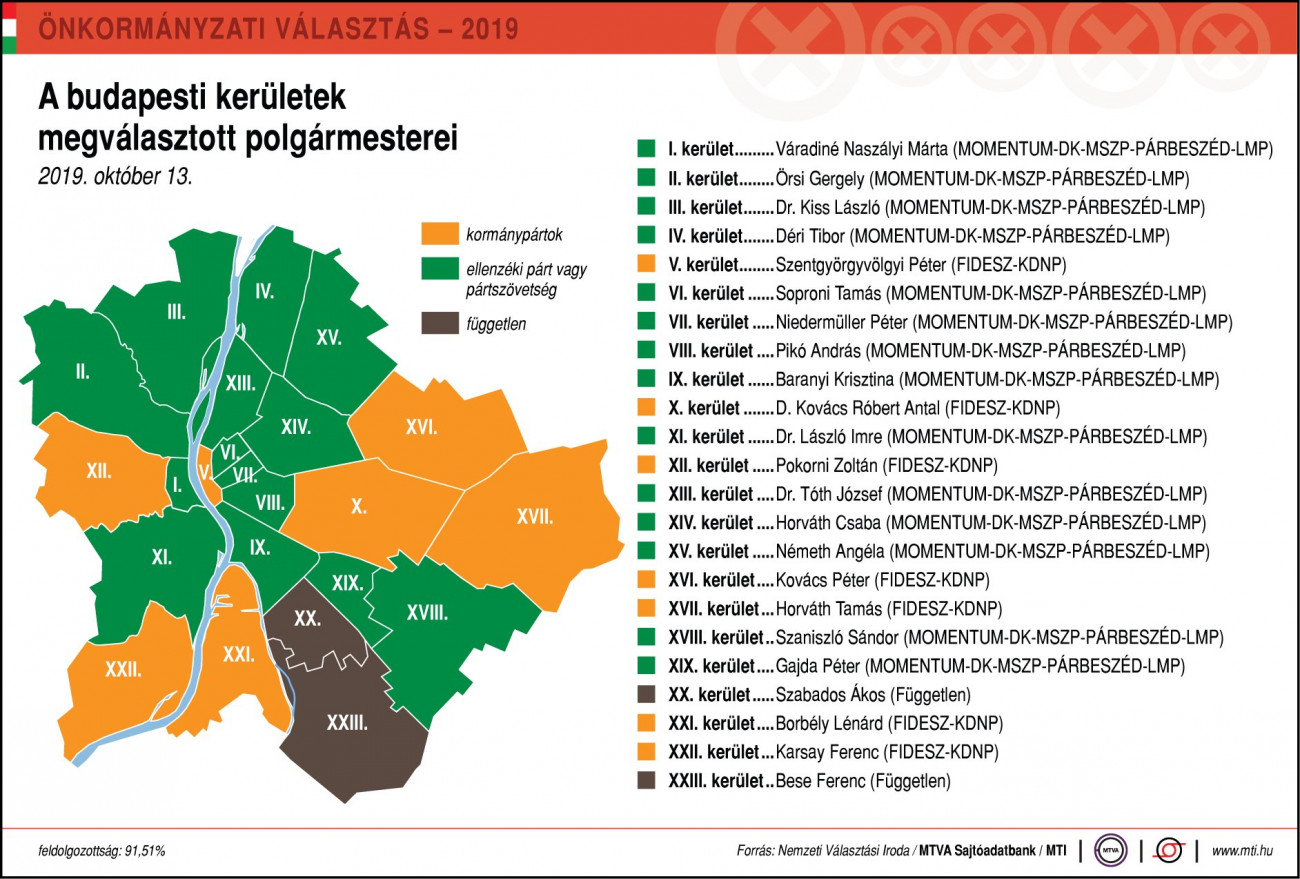 ÖNKORMÁNYZATI VÁLASZTÁS – 2019
A budapesti kerületek
megválasztott polgármesterei
2019. október 13.
kormánypártok
ellenzéki párt vagy
pártszövetség
független
III.
IV.
XV.
II.
XIII.
XIV.
XVI.
XII.
I.
V.
VI.
VII.
VIII.
X.
XVII.
XI.
IX.
XIX.
XVIII.
XX.
XXII.
XXI.
XXIII.
I. kerület.........Váradiné Naszályi Márta (MOMENTUM-DK-MSZP-PÁRBESZÉD-LMP)
II. kerület........Örsi Gergely (MOMENTUM-DK-MSZP-PÁRBESZÉD-LMP)
III. kerület.......Dr. Kiss László (MOMENTUM-DK-MSZP-PÁRBESZÉD-LMP)
IV. kerület.......Déri Tibor (MOMENTUM-DK-MSZP-PÁRBESZÉD-LMP)
V. kerület........Szentgyörgyvölgyi Péter (FIDESZ-KDNP)
VI. kerület ......Soproni Tamás (MOMENTUM-DK-MSZP-PÁRBESZÉD-LMP)
VII. kerület .....Niedermüller Péter (MOMENTUM-DK-MSZP-PÁRBESZÉD-LMP)
VIII. kerület ....Pikó András (MOMENTUM-DK-MSZP-PÁRBESZÉD-LMP)
IX. kerület ......Baranyi Krisztina (MOMENTUM-DK-MSZP-PÁRBESZÉD-LMP)
X. kerület .......D. Kovács Róbert Antal (FIDESZ-KDNP)
XI. kerület ......Dr. László Imre (MOMENTUM-DK-MSZP-PÁRBESZÉD-LMP)
XII. kerület .....Pokorni Zoltán (FIDESZ-KDNP)
XIII. kerület ....Dr. Tóth József (MOMENTUM-DK-MSZP-PÁRBESZÉD-LMP)
XIV. kerület ....Horváth Csaba (MOMENTUM-DK-MSZP-PÁRBESZÉD-LMP)
XV. kerület .....Németh Angéla (MOMENTUM-DK-MSZP-PÁRBESZÉD-LMP)
XVI. kerület ....Kovács Péter (FIDESZ-KDNP)
XVII. kerület ...Horváth Tamás (FIDESZ-KDNP)
XVIII. kerület ..Szaniszló Sándor (MOMENTUM-DK-MSZP-PÁRBESZÉD-LMP)
XIX. kerület ....Gajda Péter (MOMENTUM-DK-MSZP-PÁRBESZÉD-LMP)
XX. kerület .....Szabados Ákos (Független)
XXI. kerület ....Borbély Lénárd (FIDESZ-KDNP)
XXII. kerület ...Karsay Ferenc (FIDESZ-KDNP)
XXIII. kerület ..Bese Ferenc (Független)
feldolgozottság: 91,51%
Forrás: Nemzeti Választási Iroda / MTVA Sajtóadatbank / MTI | MTVA | | www.mti.hu